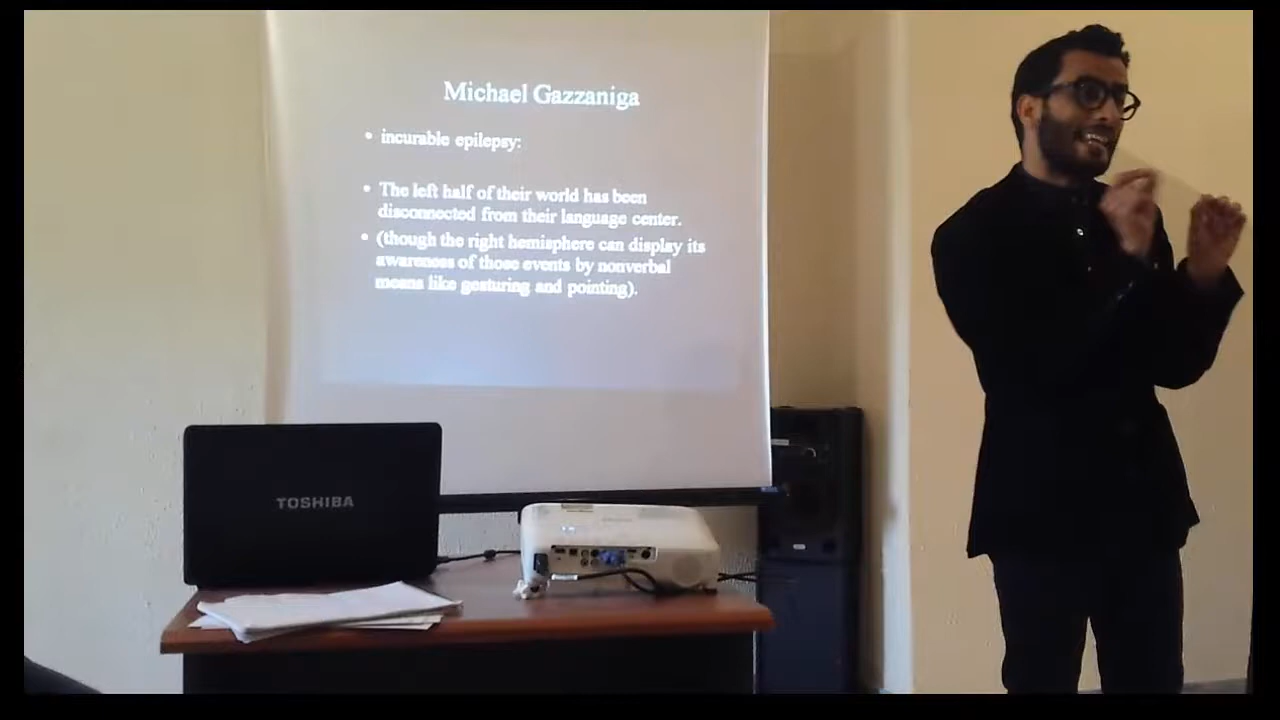 Michael Gazzaniga
• incurable epilepsy:
• The left half of their world has been
disconnected from their language center.
• (though the right hemisphere can display its
awareness of those events by nonverbal
means like gesturing and pointing).
TOSHIBA